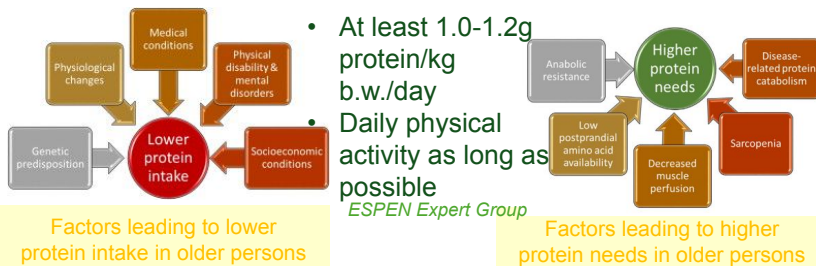 Medical
conditions
Physiological
changes
Physical
disability &
mental
disorders
Genetic
predisposition
Lower
protein
intake
Socioeconomic
conditions
Factors leading to lower
protein intake in older persons
• At least 1.0-1.2g
protein/kg
b.w./day
• Daily physical
activity as long as
possible
ESPEN Expert Group
Anabolic
resistance
Higher
protein
needs
Disease-
related protein
catabolism
Low
postprandial
amino acid
availability
Decreased
muscle
perfusion
Sarcopenia
Factors leading to higher
protein needs in older persons